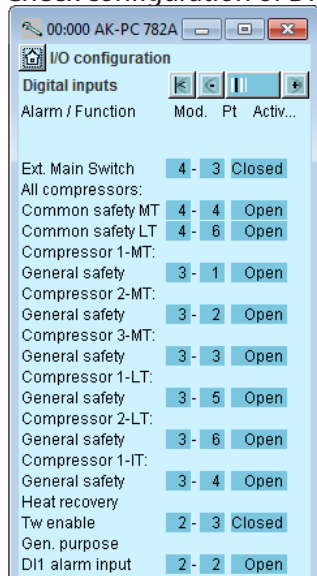 00:000 AK-PC 782A
I/O configuration
Digital inputs
Alarm / Function Mod. Pt Activ...
Ext. Main Switch 4 - 3 Closed
All compressors:
Common safety MT 4 - 4 Open
Common safety LT 4 - 6 Open
Compressor 1-MT:
General safety 3 - 1 Open
Compressor 2-MT:
General safety 3 - 2 Open
Compressor 3-MT:
General safety 3 - 3 Open
Compressor 1-LT:
General safety 3 - 5 Open
Compressor 2-LT:
General safety 3 - 6 Open
Compressor 1-IT:
General safety 3 - 4 Open
Heat recovery
Tw enable 2 - 3 Closed
Gen. purpose
DI1 alarm input 2 - 2 Open